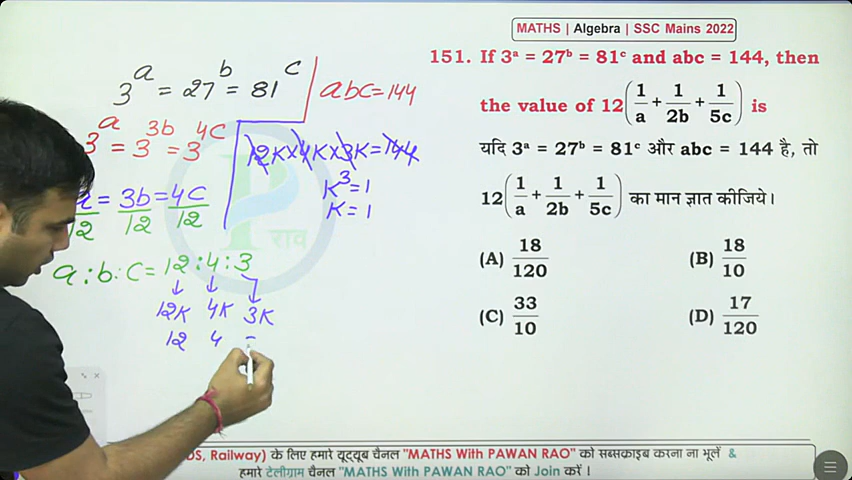 MATHS | Algebra | SSC Mains 2022
151. If 3ᵃ = 27ᵇ = 81ᶜ and abc = 144, then
the value of 12(1/a + 1/2b + 1/5c) is
यदि 3ᵃ = 27ᵇ = 81ᶜ और abc = 144 है, तो
12(1/a + 1/2b + 1/5c) का मान ज्ञात कीजिये।
(A) 18/120 (B) 18/10
(C) 33/10 (D) 17/120
3ᵃ = 27ᵇ = 81ᶜ
abc = 144
3ᵃ = 3³ᵇ = 3⁴ᶜ
12K×4K×3K=144
K³=1
K=1
= 3b = 4C
12 12 12
a:b:C=12:4:3
12K 4K 3K
12 4
राव
OS, Railway) के लिए हमारे यूट्यूब चैनल "MATHS With PAWAN RAO" को सब्सक्राइब करना ना भूलें &
हमारे टेलीग्राम चैनल "MATHS With PAWAN RAO" को Join करें ।